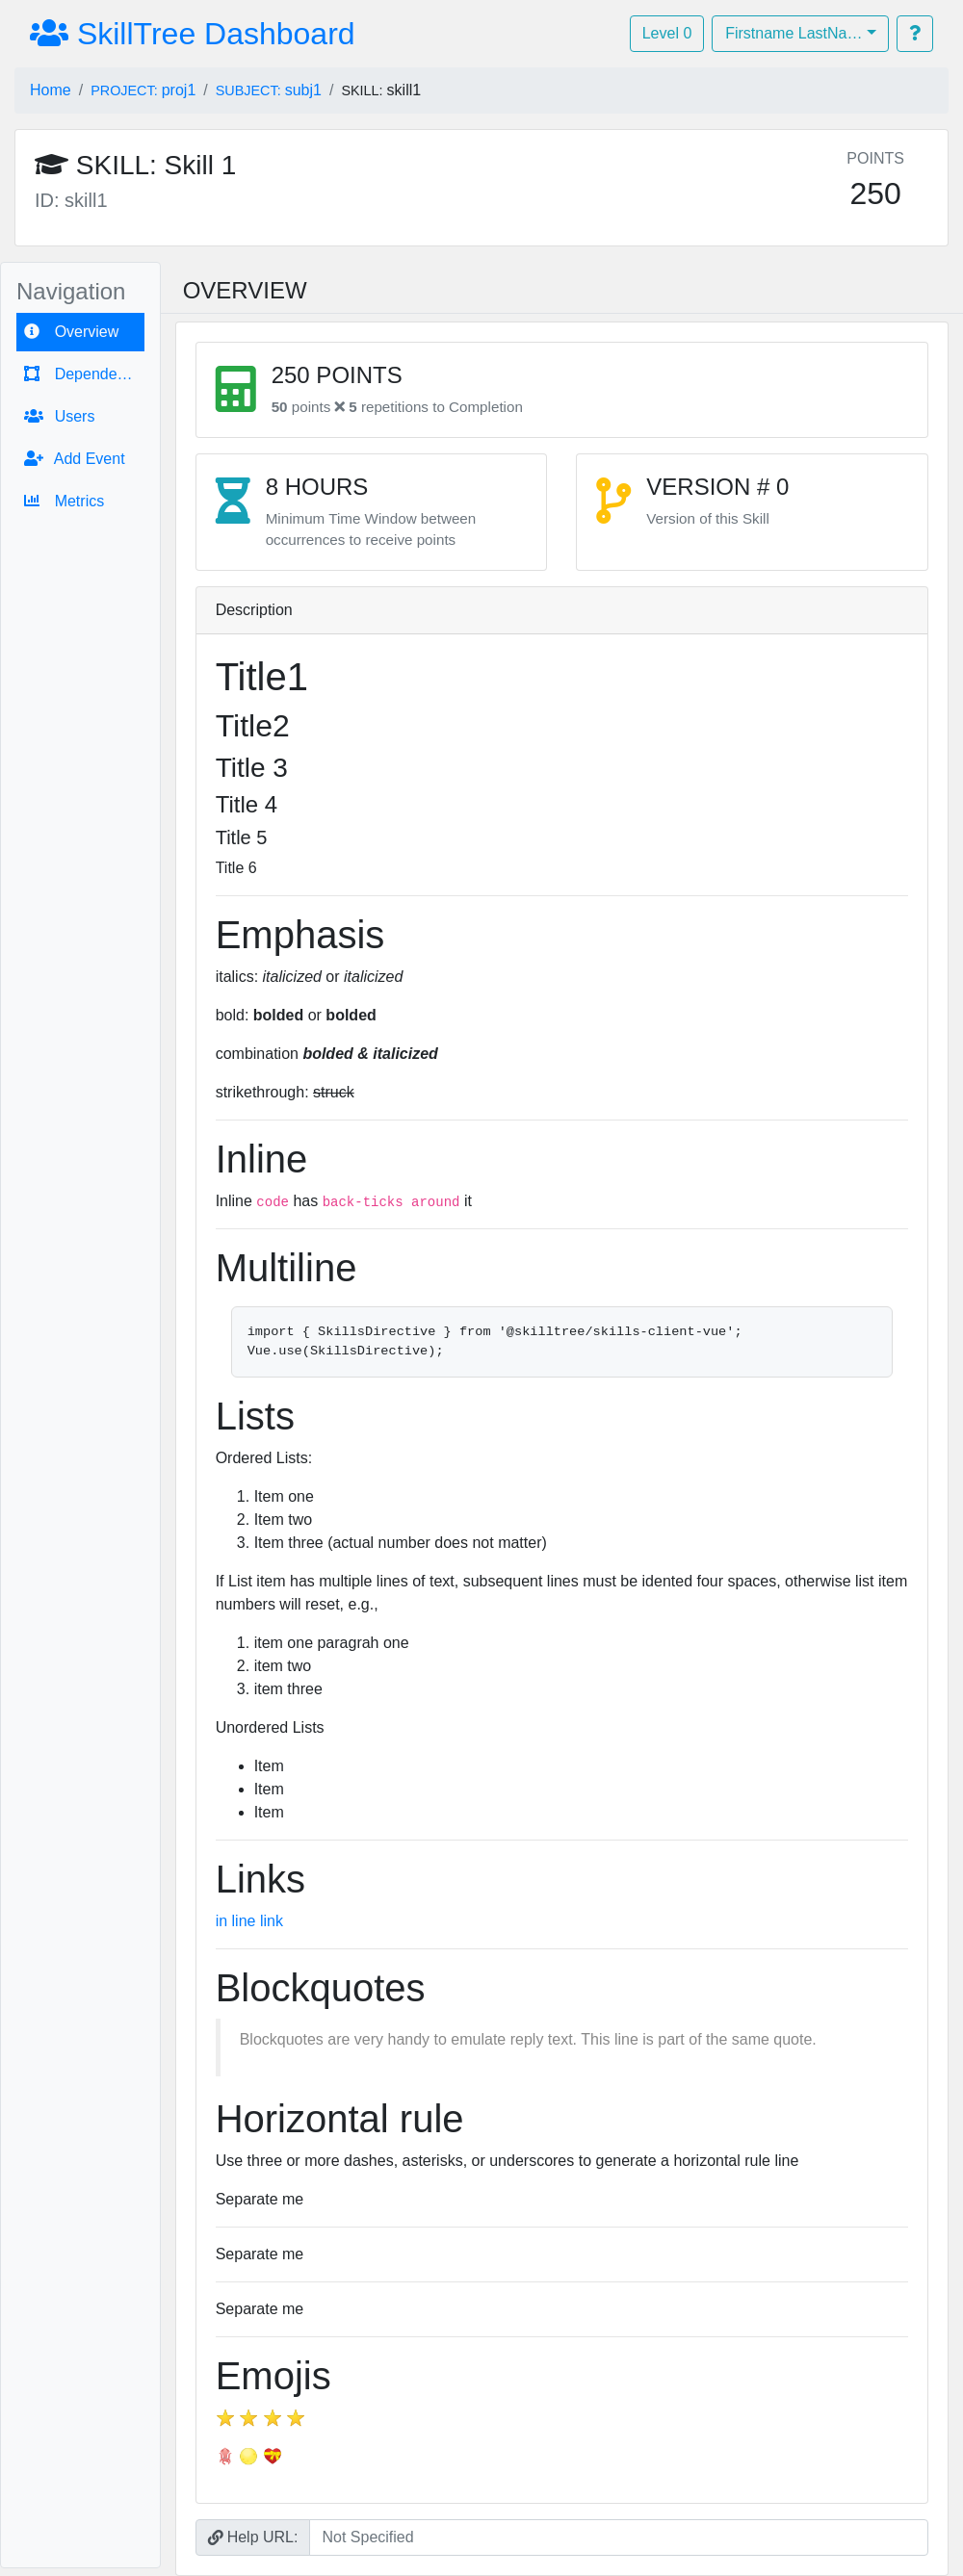 SkillTree Dashboard
Level 0
Firstname LastNa…
?
Home / PROJECT: proj1 / SUBJECT: subj1 / SKILL: skill1
SKILL: Skill 1
ID: skill1
POINTS
250
Navigation
Overview
Depende…
Users
Add Event
Metrics
OVERVIEW
250 POINTS
50 points × 5 repetitions to Completion
8 HOURS
Minimum Time Window between
occurrences to receive points
VERSION # 0
Version of this Skill
Description
Title1
Title2
Title 3
Title 4
Title 5
Title 6
Emphasis
italics: italicized or italicized
bold: bolded or bolded
combination bolded & italicized
strikethrough: struck
Inline
Inline code has back-ticks around it
Multiline
import { SkillsDirective } from '@skilltree/skills-client-vue';
Vue.use(SkillsDirective);
Lists
Ordered Lists:
1. Item one
2. Item two
3. Item three (actual number does not matter)
If List item has multiple lines of text, subsequent lines must be idented four spaces, otherwise list item
numbers will reset, e.g.,
1. item one paragrah one
2. item two
3. item three
Unordered Lists
• Item
• Item
• Item
Links
in line link
Blockquotes
Blockquotes are very handy to emulate reply text. This line is part of the same quote.
Horizontal rule
Use three or more dashes, asterisks, or underscores to generate a horizontal rule line
Separate me
Separate me
Separate me
Emojis
Help URL:
Not Specified